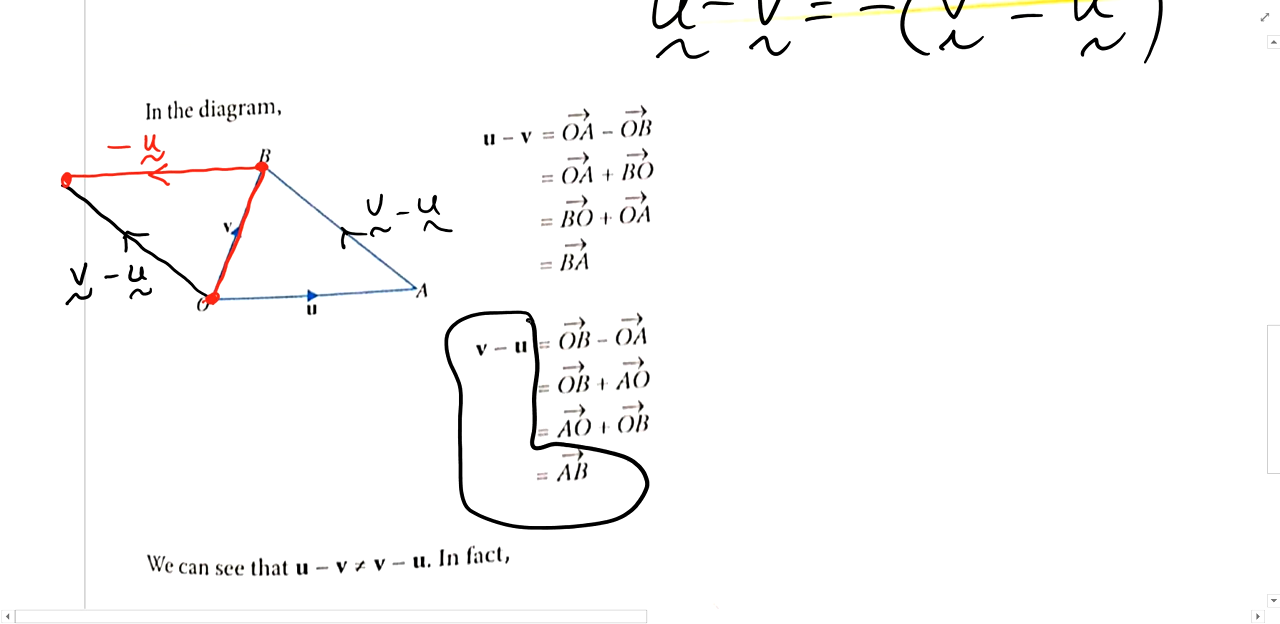 u - v = -(v - u)
In the diagram,
- u
B
v
v - u
v - u
O
u
A
u − v = OA⃗ − OB⃗
= OA⃗ + BO⃗
= BO⃗ + OA⃗
= BA⃗
v − u = OB⃗ − OA⃗
= OB⃗ + AO⃗
= AO⃗ + OB⃗
= AB⃗
We can see that u − v ≠ v − u. In fact,